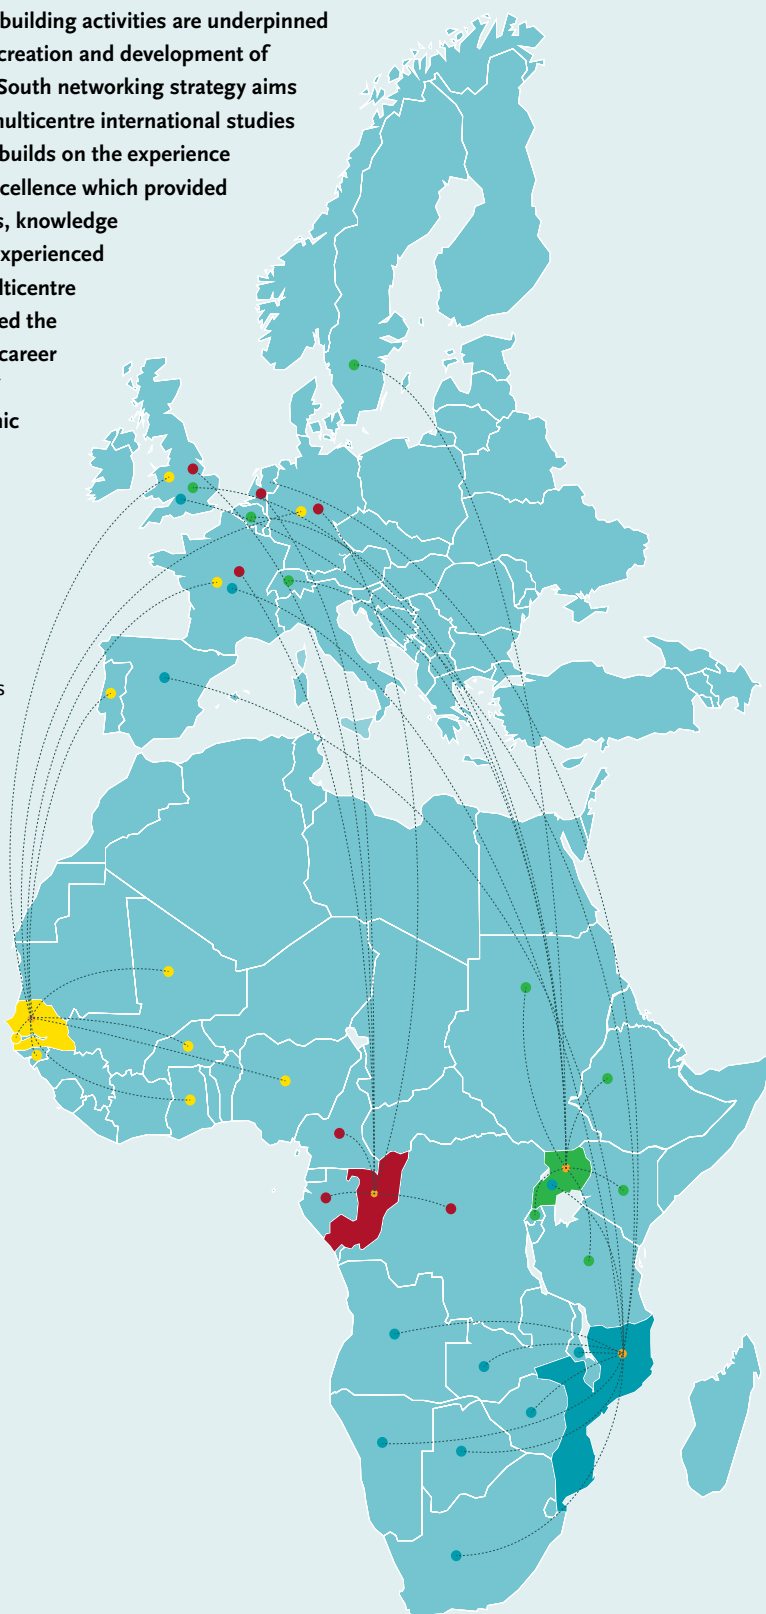 building activities are underpinned
creation and development of
South networking strategy aims
multicentre international studies
builds on the experience
cellence which provided
s, knowledge
experienced
lticentre
ed the
career
nic
s